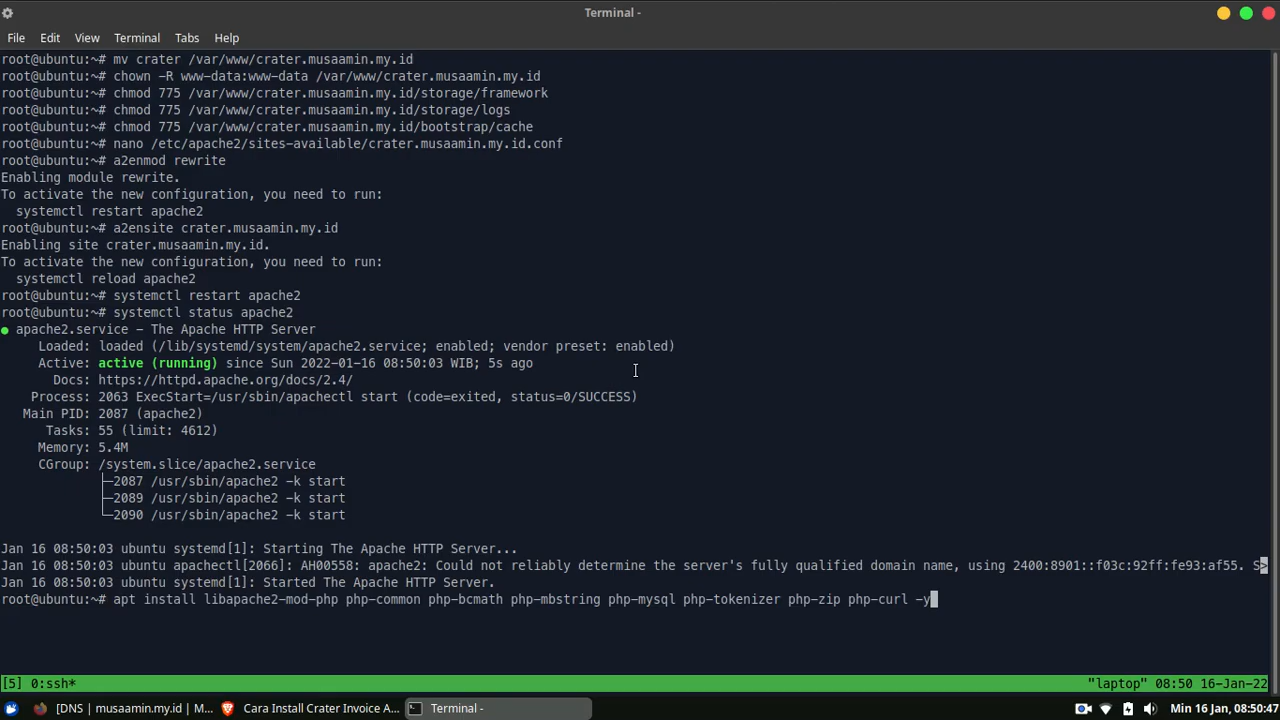 Terminal -
File Edit View Terminal Tabs Help
root@ubuntu:~# mv crater /var/www/crater.musaamin.my.id
root@ubuntu:~# chown -R www-data:www-data /var/www/crater.musaamin.my.id
root@ubuntu:~# chmod 775 /var/www/crater.musaamin.my.id/storage/framework
root@ubuntu:~# chmod 775 /var/www/crater.musaamin.my.id/storage/logs
root@ubuntu:~# chmod 775 /var/www/crater.musaamin.my.id/bootstrap/cache
root@ubuntu:~# nano /etc/apache2/sites-available/crater.musaamin.my.id.conf
root@ubuntu:~# a2enmod rewrite
Enabling module rewrite.
To activate the new configuration, you need to run:
  systemctl restart apache2
root@ubuntu:~# a2ensite crater.musaamin.my.id
Enabling site crater.musaamin.my.id.
To activate the new configuration, you need to run:
  systemctl reload apache2
root@ubuntu:~# systemctl restart apache2
root@ubuntu:~# systemctl status apache2
● apache2.service - The Apache HTTP Server
     Loaded: loaded (/lib/systemd/system/apache2.service; enabled; vendor preset: enabled)
     Active: active (running) since Sun 2022-01-16 08:50:03 WIB; 5s ago
       Docs: https://httpd.apache.org/docs/2.4/
    Process: 2063 ExecStart=/usr/sbin/apachectl start (code=exited, status=0/SUCCESS)
   Main PID: 2087 (apache2)
      Tasks: 55 (limit: 4612)
     Memory: 5.4M
     CGroup: /system.slice/apache2.service
             ├─2087 /usr/sbin/apache2 -k start
             ├─2089 /usr/sbin/apache2 -k start
             └─2090 /usr/sbin/apache2 -k start
Jan 16 08:50:03 ubuntu systemd[1]: Starting The Apache HTTP Server...
Jan 16 08:50:03 ubuntu apachectl[2066]: AH00558: apache2: Could not reliably determine the server's fully qualified domain name, using 2400:8901::f03c:92ff:fe93:af55. S>
Jan 16 08:50:03 ubuntu systemd[1]: Started The Apache HTTP Server.
root@ubuntu:~# apt install libapache2-mod-php php-common php-bcmath php-mbstring php-mysql php-tokenizer php-zip php-curl -y
[5] 0:ssh* "laptop" 08:50 16-Jan-22
[DNS | musaamin.my.id | M... Cara Install Crater Invoice A... Terminal - Min 16 Jan, 08:50:47